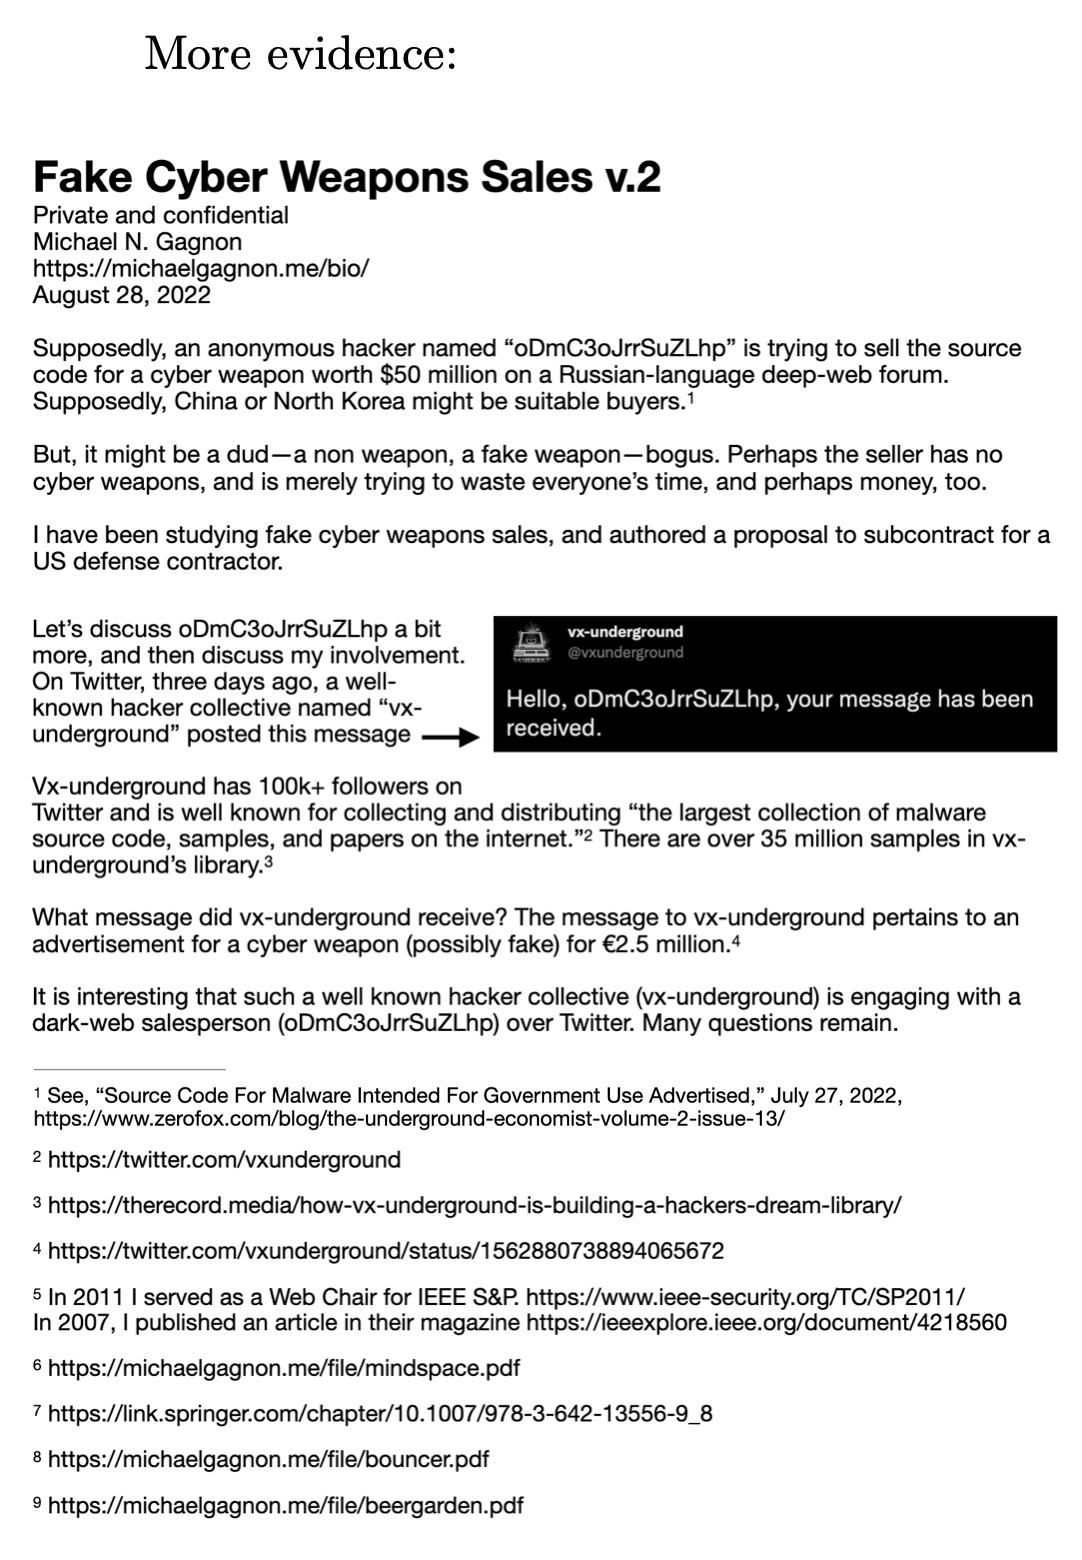 More evidence:
Fake Cyber Weapons Sales v.2
Private and confidential
Michael N. Gagnon
https://michaelgagnon.me/bio/
August 28, 2022
Supposedly, an anonymous hacker named “oDmC3oJrrSuZLhp” is trying to sell the source
code for a cyber weapon worth $50 million on a Russian-language deep-web forum.
Supposedly, China or North Korea might be suitable buyers.¹
But, it might be a dud—a non weapon, a fake weapon—bogus. Perhaps the seller has no
cyber weapons, and is merely trying to waste everyone’s time, and perhaps money, too.
I have been studying fake cyber weapons sales, and authored a proposal to subcontract for a
US defense contractor.
Let’s discuss oDmC3oJrrSuZLhp a bit
more, and then discuss my involvement.
On Twitter, three days ago, a well-
known hacker collective named “vx-
underground” posted this message
vx-underground
@vxunderground
Hello, oDmC3oJrrSuZLhp, your message has been
received.
Vx-underground has 100k+ followers on
Twitter and is well known for collecting and distributing “the largest collection of malware
source code, samples, and papers on the internet.”² There are over 35 million samples in vx-
underground’s library.³
What message did vx-underground receive? The message to vx-underground pertains to an
advertisement for a cyber weapon (possibly fake) for €2.5 million.⁴
It is interesting that such a well known hacker collective (vx-underground) is engaging with a
dark-web salesperson (oDmC3oJrrSuZLhp) over Twitter. Many questions remain.
¹ See, “Source Code For Malware Intended For Government Use Advertised,” July 27, 2022,
https://www.zerofox.com/blog/the-underground-economist-volume-2-issue-13/
² https://twitter.com/vxunderground
³ https://therecord.media/how-vx-underground-is-building-a-hackers-dream-library/
⁴ https://twitter.com/vxunderground/status/1562880738894065672
⁵ In 2011 I served as a Web Chair for IEEE S&P. https://www.ieee-security.org/TC/SP2011/
In 2007, I published an article in their magazine https://ieeexplore.ieee.org/document/4218560
⁶ https://michaelgagnon.me/file/mindspace.pdf
⁷ https://link.springer.com/chapter/10.1007/978-3-642-13556-9_8
⁸ https://michaelgagnon.me/file/bouncer.pdf
⁹ https://michaelgagnon.me/file/beergarden.pdf